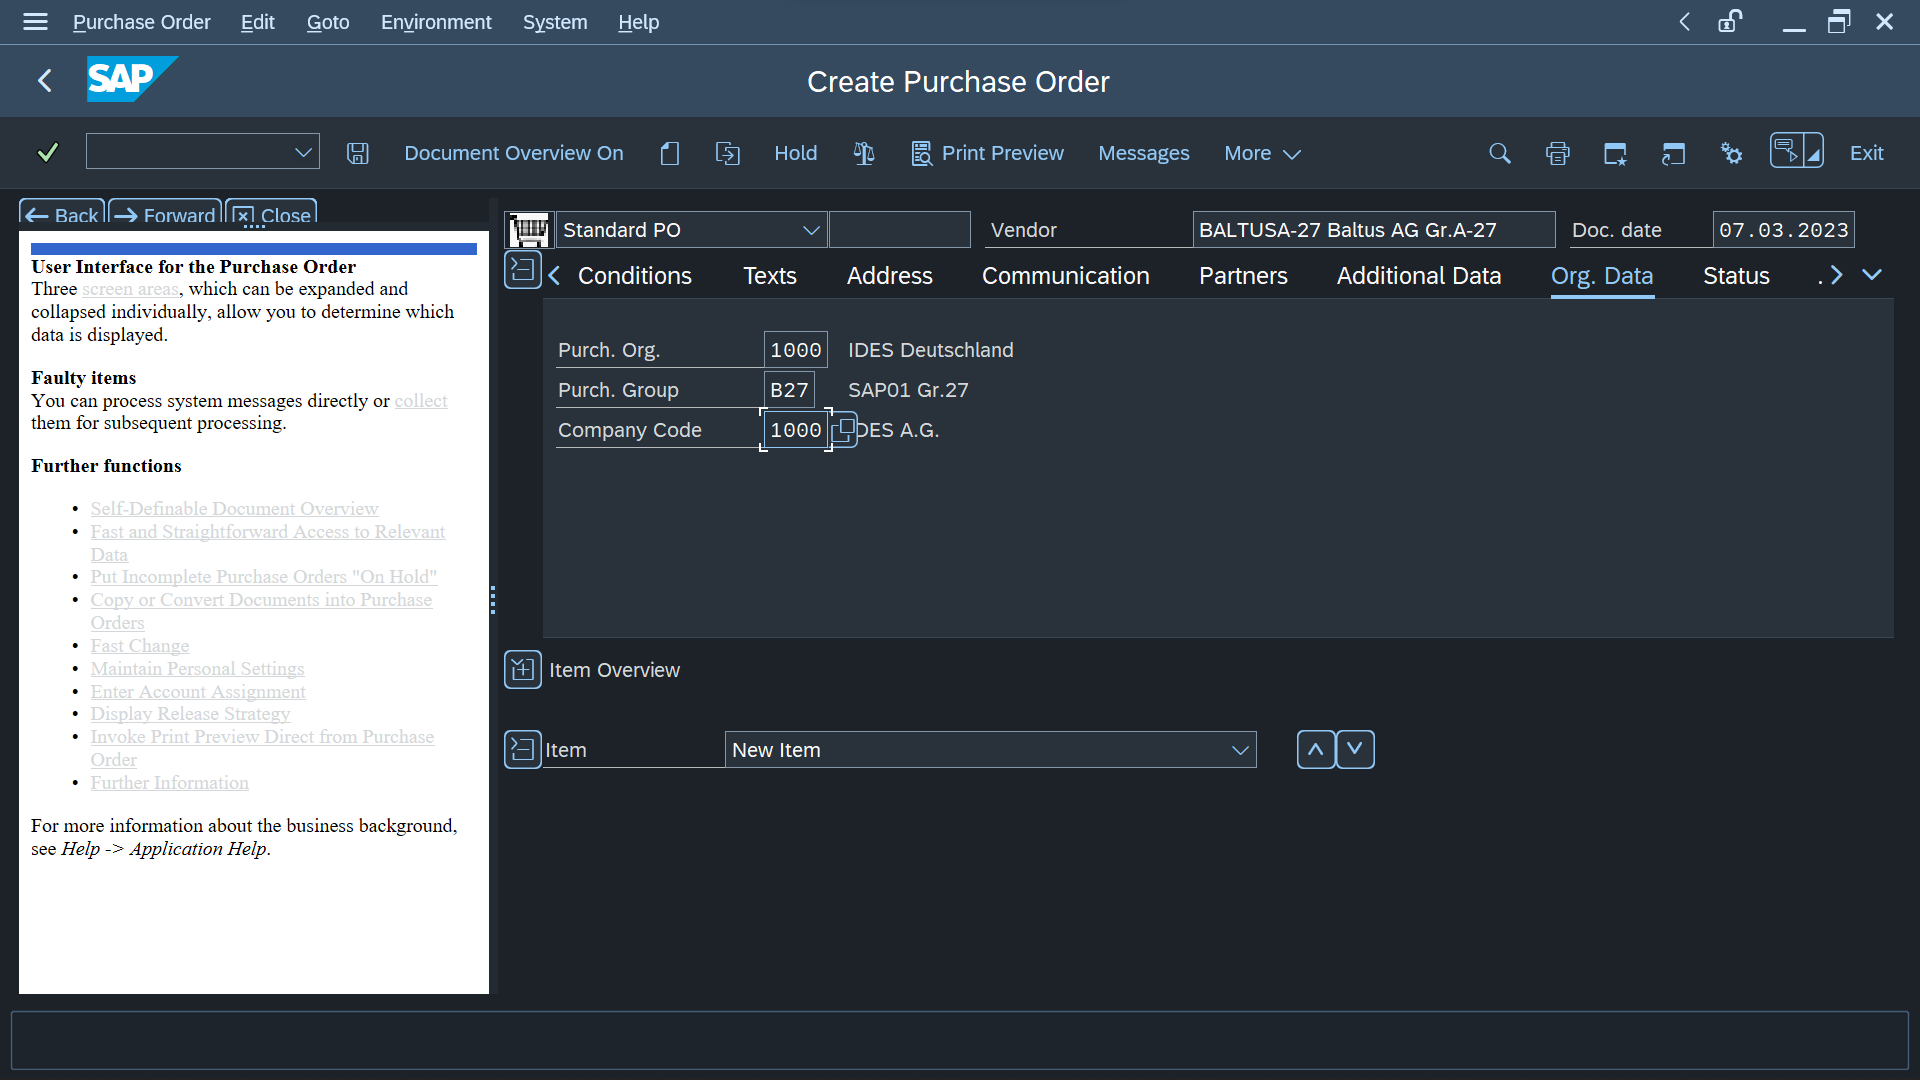 Purchase Order Edit Goto Environment System Help
SAP Create Purchase Order
Document Overview On Hold Print Preview Messages More Exit
Back Forward Close
User Interface for the Purchase Order
Three screen areas, which can be expanded and
collapsed individually, allow you to determine which
data is displayed.
Faulty items
You can process system messages directly or collect
them for subsequent processing.
Further functions
• Self-Definable Document Overview
• Fast and Straightforward Access to Relevant
Data
• Put Incomplete Purchase Orders "On Hold"
• Copy or Convert Documents into Purchase
Orders
• Fast Change
• Maintain Personal Settings
• Enter Account Assignment
• Display Release Strategy
• Invoke Print Preview Direct from Purchase
Order
• Further Information
For more information about the business background,
see Help -> Application Help.
Standard PO Vendor BALTUSA-27 Baltus AG Gr.A-27 Doc. date 07.03.2023
Conditions Texts Address Communication Partners Additional Data Org. Data Status .
Purch. Org. 1000 IDES Deutschland
Purch. Group B27 SAP01 Gr.27
Company Code 1000 DES A.G.
Item Overview
Item New Item